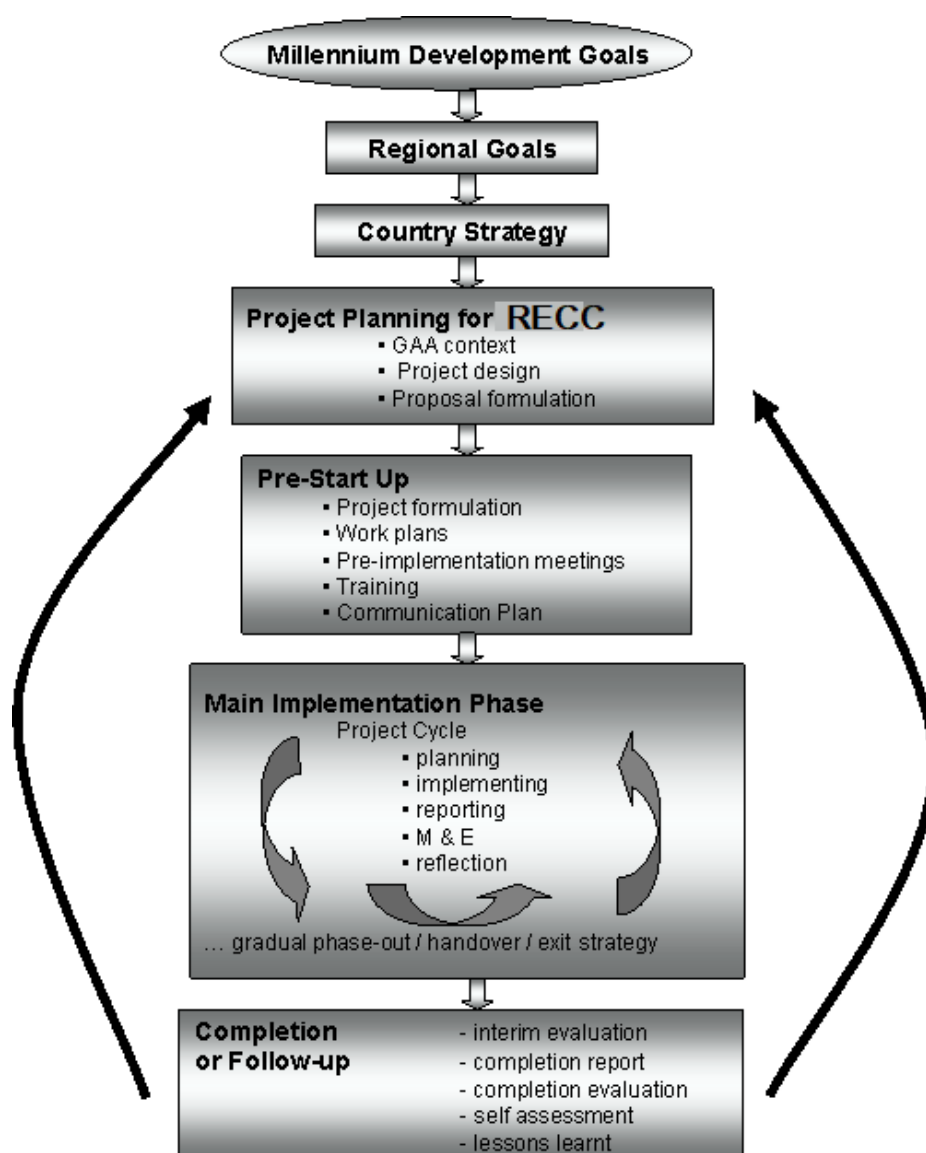 Millennium Development Goals
Regional Goals
Country Strategy
Project Planning for RECC
▪ GAA context
▪ Project design
▪ Proposal formulation
Pre-Start Up
▪ Project formulation
▪ Work plans
▪ Pre-implementation meetings
▪ Training
▪ Communication Plan
Main Implementation Phase
Project Cycle
▪ planning
▪ implementing
▪ reporting
▪ M & E
▪ reflection
... gradual phase-out / handover / exit strategy
Completion
or Follow-up
- interim evaluation
- completion report
- completion evaluation
- self assessment
- lessons learnt